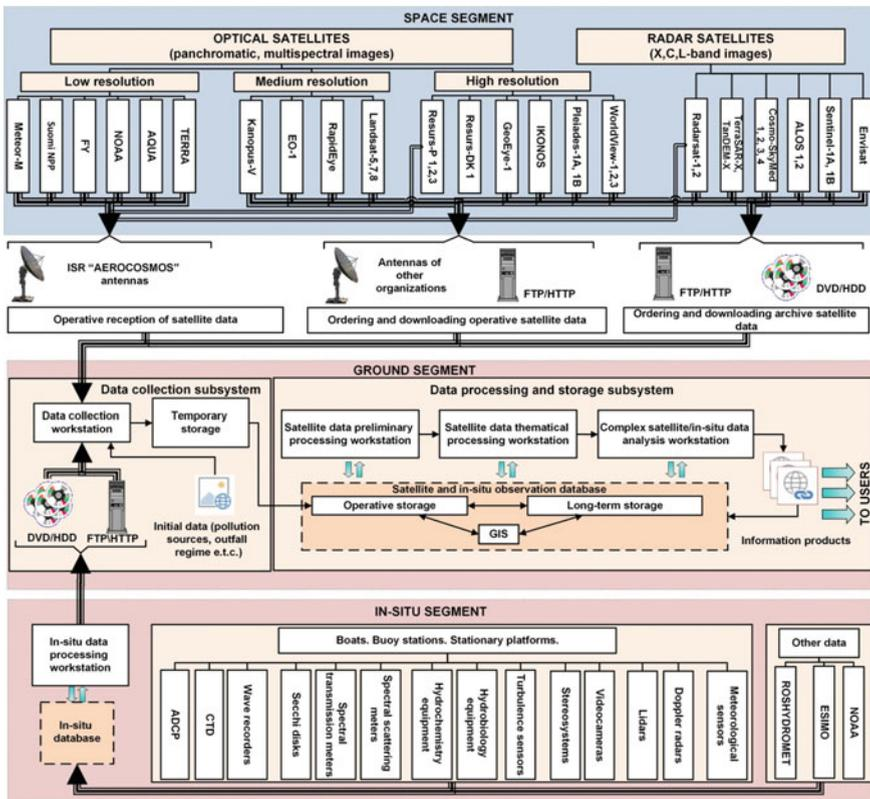 SPACE SEGMENT
OPTICAL SATELLITES
(panchromatic, multispectral images)
RADAR SATELLITES
(X,C,L-band images)
Low resolution
Medium resolution
High resolution
Meteor-M
Suomi NPP
FY
NOAA
AQUA
TERRA
Kanopus-V
EO-1
RapidEye
Landsat-5,7,8
Resurs-P 1,2,3
Resurs-DK 1
GeoEye-1
IKONOS
Pleiades-1A, 1B
WorldView-1,2,3
Radarsat-1,2
TerraSAR-X,
TanDEM-X
Cosmo-SkyMed
1, 2, 3, 4
ALOS 1,2
Sentinel-1A, 1B
Envisat
ISR "AEROCOSMOS"
antennas
Antennas of
other
organizations
FTP/HTTP
FTP/HTTP
DVD/HDD
Operative reception of satellite data
Ordering and downloading operative satellite data
Ordering and downloading archive satellite
data
GROUND SEGMENT
Data collection subsystem
Data collection
workstation
Temporary
storage
DVD/HDD
FTP\HTTP
Initial data (pollution
sources, outfall
regime e.t.c.)
Data processing and storage subsystem
Satellite data preliminary
processing workstation
Satellite data thematical
processing workstation
Complex satellite/in-situ data
analysis workstation
Satellite and in-situ observation database
Operative storage
Long-term storage
GIS
Information products
TO USERS
IN-SITU SEGMENT
In-situ data
processing
workstation
In-situ
database
Boats. Buoy stations. Stationary platforms.
ADCP
CTD
Wave recorders
Secchi disks
Spectral
transmission meters
Spectral scattering
meters
Hydrochemistry
equipment
Hydrobiology
equipment
Turbulence sensors
Stereosystems
Videocameras
Lidars
Doppler radars
Meteorological
sensors
Other data
ROSHYDROMET
ESIMO
NOAA